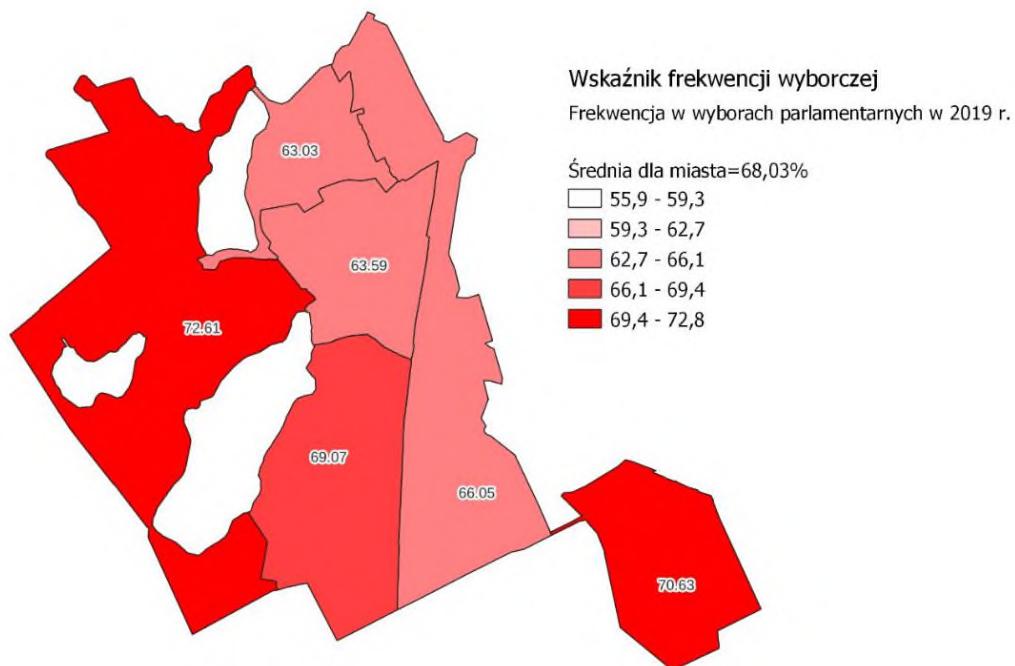 Wskaźnik frekwencji wyborczej
Frekwencja w wyborach parlamentarnych w 2019 r.
Średnia dla miasta=68,03%
55,9 - 59,3
59,3 - 62,7
62,7 - 66,1
66,1 - 69,4
69,4 - 72,8
63.03
63.59
72.61
69.07
66.05
70.63